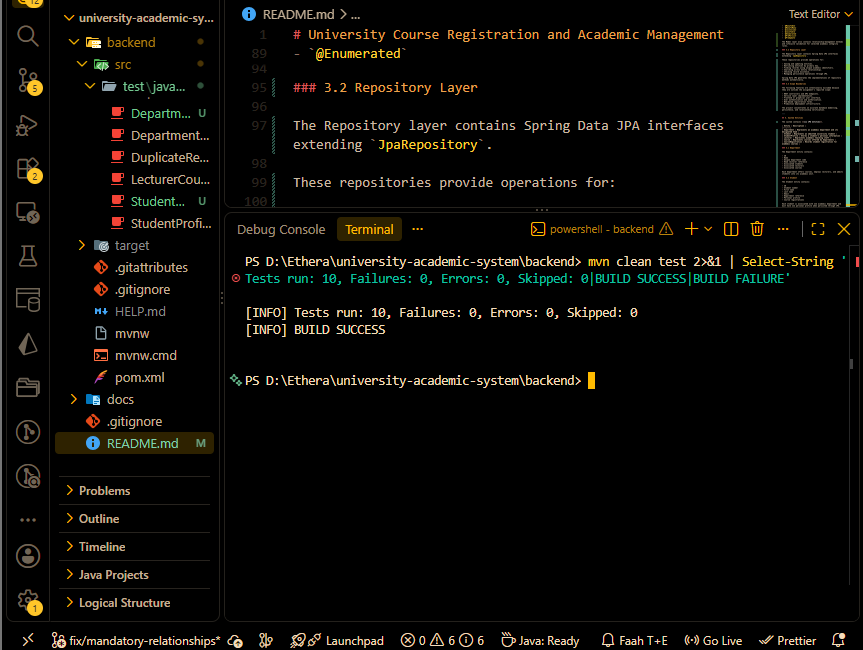 university-academic-sy...
backend
src
test\java...
Departm... U
Department...
DuplicateRe...
LecturerCou...
Student... U
StudentProfi...
target
.gitattributes
.gitignore
HELP.md
mvnw
mvnw.cmd
pom.xml
docs
.gitignore
README.md M
Problems
Outline
Timeline
Java Projects
Logical Structure
5
2
1
README.md > ...
Text Editor
1 # University Course Registration and Academic Management
89 - `@Enumerated`
94
95 ### 3.2 Repository Layer
96
97 The Repository layer contains Spring Data JPA interfaces
extending `JpaRepository`.
98
99 These repositories provide operations for:
100
Debug Console Terminal ... powershell - backend
PS D:\Ethera\university-academic-system\backend> mvn clean test 2>&1 | Select-String '
Tests run: 10, Failures: 0, Errors: 0, Skipped: 0|BUILD SUCCESS|BUILD FAILURE'
[INFO] Tests run: 10, Failures: 0, Errors: 0, Skipped: 0
[INFO] BUILD SUCCESS
PS D:\Ethera\university-academic-system\backend>
fix/mandatory-relationships* Launchpad 0 6 6 Java: Ready Faah T+E Go Live Prettier